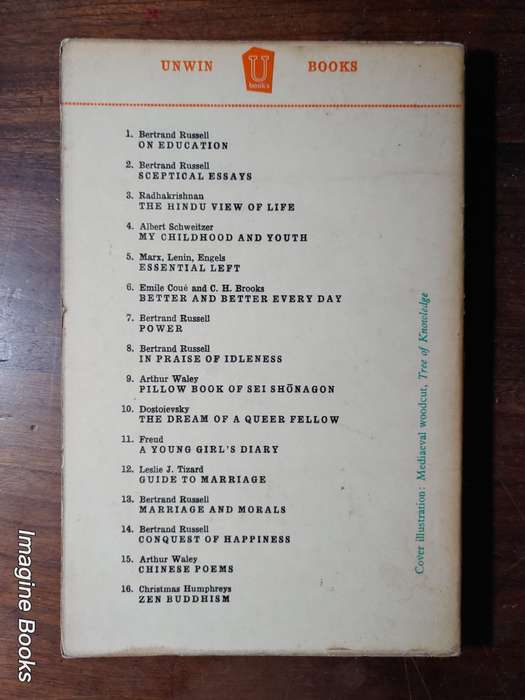 UNWIN U books BOOKS
1. Bertrand Russell
ON EDUCATION
2. Bertrand Russell
SCEPTICAL ESSAYS
3. Radhakrishnan
THE HINDU VIEW OF LIFE
4. Albert Schweitzer
MY CHILDHOOD AND YOUTH
5. Marx, Lenin, Engels
ESSENTIAL LEFT
6. Emile Coué and C. H. Brooks
BETTER AND BETTER EVERY DAY
7. Bertrand Russell
POWER
8. Bertrand Russell
IN PRAISE OF IDLENESS
9. Arthur Waley
PILLOW BOOK OF SEI SHŌNAGON
10. Dostoievsky
THE DREAM OF A QUEER FELLOW
11. Freud
A YOUNG GIRL'S DIARY
12. Leslie J. Tizard
GUIDE TO MARRIAGE
13. Bertrand Russell
MARRIAGE AND MORALS
14. Bertrand Russell
CONQUEST OF HAPPINESS
15. Arthur Waley
CHINESE POEMS
16. Christmas Humphreys
ZEN BUDDHISM
Cover illustration: Mediaeval woodcut, Tree of Knowledge
Imagine Books